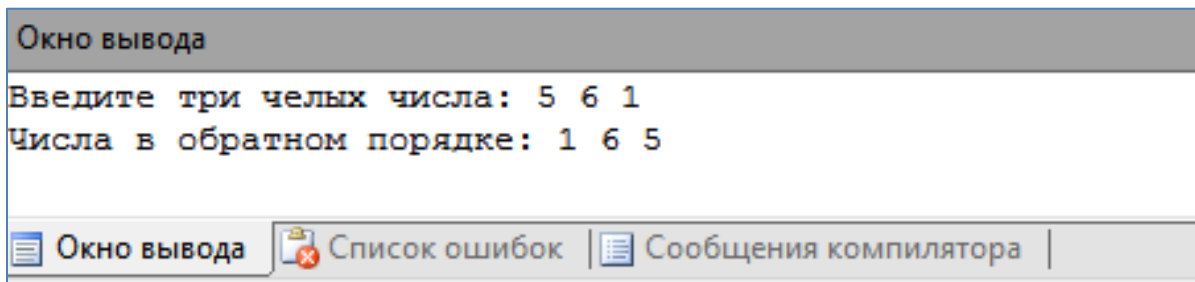 Окно вывода
Введите три челых числа: 5 6 1
Числа в обратном порядке: 1 6 5
Окно вывода Список ошибок Сообщения компилятора